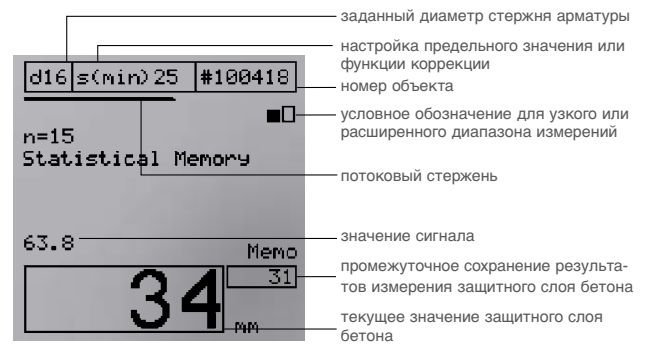 заданный диаметр стержня арматуры
настройка предельного значения или
функции коррекции
d16 s(min) 25 #100418
номер объекта
условное обозначение для узкого или
расширенного диапазона измерений
n=15
Statistical Memory
потоковый стержень
63.8
значение сигнала
Memo
промежуточное сохранение результа-
тов измерения защитного слоя бетона
31
34 мм
текущее значение защитного слоя
бетона